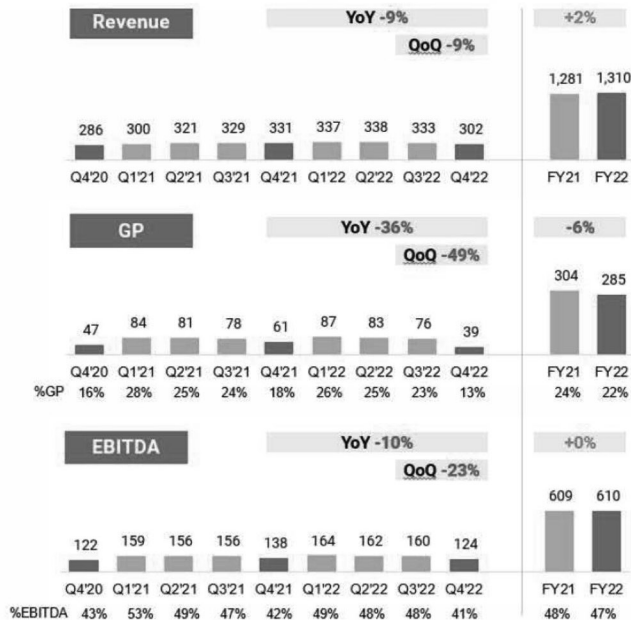 Revenue YoY -9% +2%
QoQ -9%
1,281 1,310
286 300 321 329 331 337 338 333 302
Q4'20 Q1'21 Q2'21 Q3'21 Q4'21 Q1'22 Q2'22 Q3'22 Q4'22 FY21 FY22
GP YoY -36% -6%
QoQ -49%
304 285
47 84 81 78 61 87 83 76 39
Q4'20 Q1'21 Q2'21 Q3'21 Q4'21 Q1'22 Q2'22 Q3'22 Q4'22 FY21 FY22
%GP 16% 28% 25% 24% 18% 26% 25% 23% 13% 24% 22%
EBITDA YoY -10% +0%
QoQ -23%
609 610
122 159 156 156 138 164 162 160 124
Q4'20 Q1'21 Q2'21 Q3'21 Q4'21 Q1'22 Q2'22 Q3'22 Q4'22 FY21 FY22
%EBITDA 43% 53% 49% 47% 42% 49% 48% 48% 41% 48% 47%